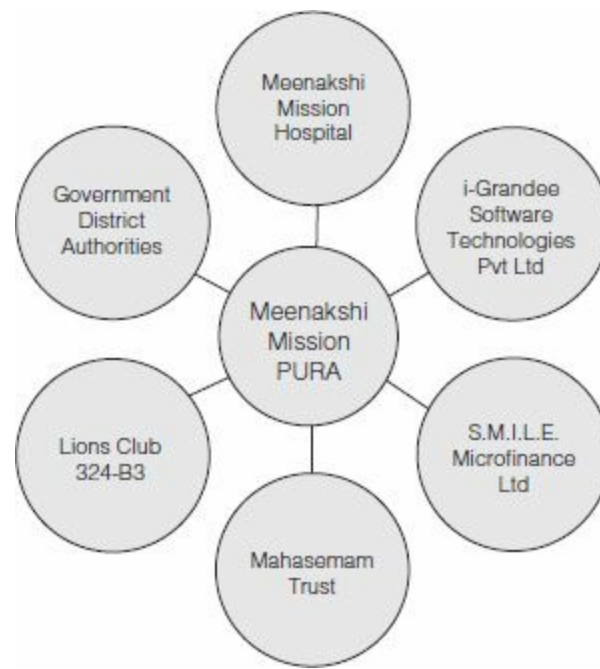 Meenakshi
Mission
Hospital
Government
District
Authorities
i-Grandee
Software
Technologies
Pvt Ltd
Meenakshi
Mission
PURA
Lions Club
324-B3
S.M.I.L.E.
Microfinance
Ltd
Mahasemam
Trust